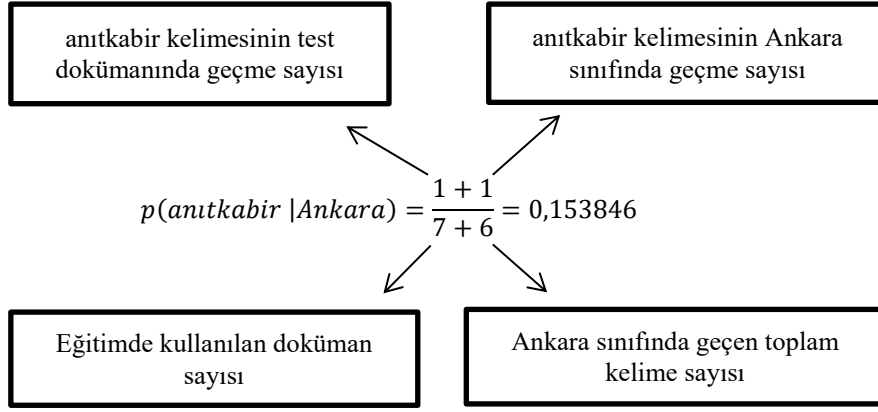 anıtkabir kelimesinin test
dokümanında geçme sayısı
anıtkabir kelimesinin Ankara
sınıfında geçme sayısı
p(anıtkabir |Ankara) = \frac{1 + 1}{7 + 6} = 0,153846
Eğitimde kullanılan doküman
sayısı
Ankara sınıfında geçen toplam
kelime sayısı